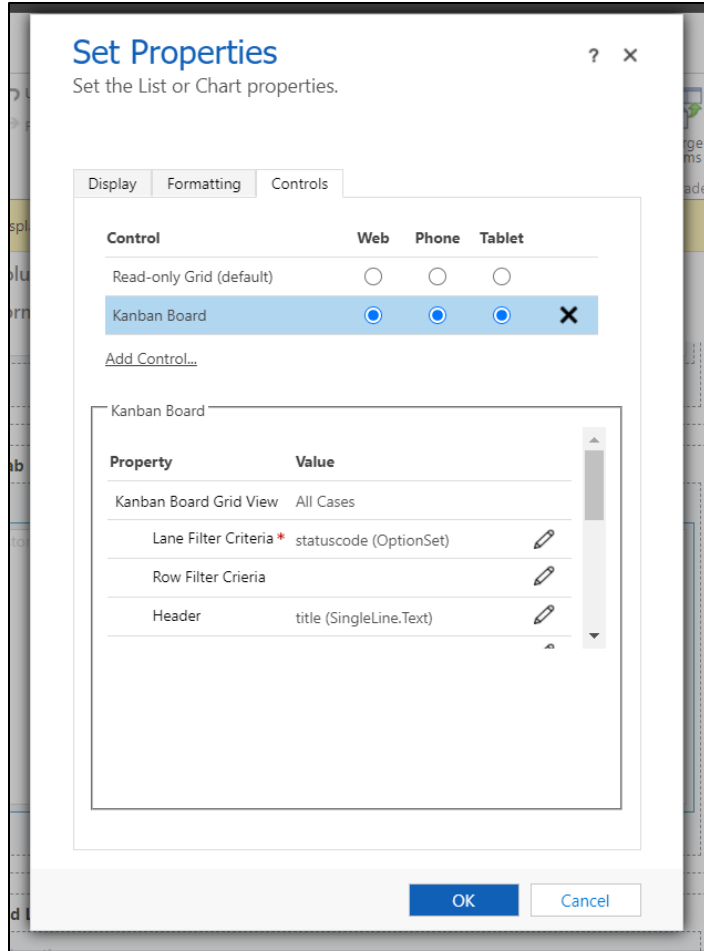 Set Properties
? ×
Set the List or Chart properties.
Display Formatting Controls
Control Web Phone Tablet
Read-only Grid (default)
Kanban Board
Add Control...
Kanban Board
Property Value
Kanban Board Grid View All Cases
Lane Filter Criteria * statuscode (OptionSet)
Row Filter Crieria
Header title (SingleLine.Text)
OK Cancel